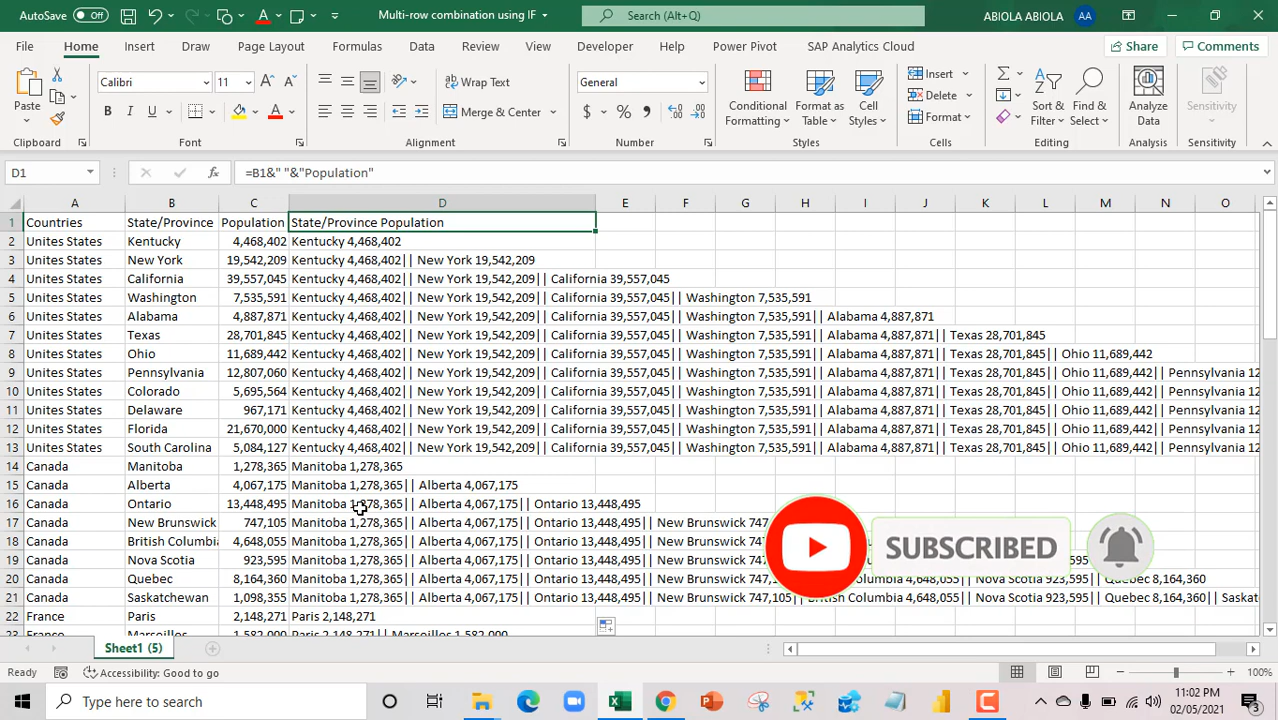 AutoSave Off Multi-row combination using IF Search (Alt+Q) ABIOLA ABIOLA AA
File Home Insert Draw Page Layout Formulas Data Review View Developer Help Power Pivot SAP Analytics Cloud Share Comments
Paste Calibri 11 Wrap Text General Conditional Formatting Format as Table Cell Styles Insert Sort & Filter Find & Select Analyze Data Sensitivity
B I U Merge & Center $ % Delete
Format
Clipboard Font Alignment Number Styles Cells Editing Analysis Sensitivity
D1 fx =B1&" "&"Population"
A B C D E F G H I J K L M N O
1 Countries State/Province Population State/Province Population
2 Unites States Kentucky 4,468,402 Kentucky 4,468,402
3 Unites States New York 19,542,209 Kentucky 4,468,402|| New York 19,542,209
4 Unites States California 39,557,045 Kentucky 4,468,402|| New York 19,542,209|| California 39,557,045
5 Unites States Washington 7,535,591 Kentucky 4,468,402|| New York 19,542,209|| California 39,557,045|| Washington 7,535,591
6 Unites States Alabama 4,887,871 Kentucky 4,468,402|| New York 19,542,209|| California 39,557,045|| Washington 7,535,591|| Alabama 4,887,871
7 Unites States Texas 28,701,845 Kentucky 4,468,402|| New York 19,542,209|| California 39,557,045|| Washington 7,535,591|| Alabama 4,887,871|| Texas 28,701,845
8 Unites States Ohio 11,689,442 Kentucky 4,468,402|| New York 19,542,209|| California 39,557,045|| Washington 7,535,591|| Alabama 4,887,871|| Texas 28,701,845|| Ohio 11,689,442
9 Unites States Pennsylvania 12,807,060 Kentucky 4,468,402|| New York 19,542,209|| California 39,557,045|| Washington 7,535,591|| Alabama 4,887,871|| Texas 28,701,845|| Ohio 11,689,442|| Pennsylvania 12
10 Unites States Colorado 5,695,564 Kentucky 4,468,402|| New York 19,542,209|| California 39,557,045|| Washington 7,535,591|| Alabama 4,887,871|| Texas 28,701,845|| Ohio 11,689,442|| Pennsylvania 12
11 Unites States Delaware 967,171 Kentucky 4,468,402|| New York 19,542,209|| California 39,557,045|| Washington 7,535,591|| Alabama 4,887,871|| Texas 28,701,845|| Ohio 11,689,442|| Pennsylvania 12
12 Unites States Florida 21,670,000 Kentucky 4,468,402|| New York 19,542,209|| California 39,557,045|| Washington 7,535,591|| Alabama 4,887,871|| Texas 28,701,845|| Ohio 11,689,442|| Pennsylvania 12
13 Unites States South Carolina 5,084,127 Kentucky 4,468,402|| New York 19,542,209|| California 39,557,045|| Washington 7,535,591|| Alabama 4,887,871|| Texas 28,701,845|| Ohio 11,689,442|| Pennsylvania 12
14 Canada Manitoba 1,278,365 Manitoba 1,278,365
15 Canada Alberta 4,067,175 Manitoba 1,278,365|| Alberta 4,067,175
16 Canada Ontario 13,448,495 Manitoba 1,278,365|| Alberta 4,067,175|| Ontario 13,448,495
17 Canada New Brunswick 747,105 Manitoba 1,278,365|| Alberta 4,067,175|| Ontario 13,448,495|| New Brunswick 747
18 Canada British Columbia 4,648,055 Manitoba 1,278,365|| Alberta 4,067,175|| Ontario 13,448,495|| New Brunswick 747
SUBSCRIBED
19 Canada Nova Scotia 923,595 Manitoba 1,278,365|| Alberta 4,067,175|| Ontario 13,448,495|| New Brunswick 747 923,595
20 Canada Quebec 8,164,360 Manitoba 1,278,365|| Alberta 4,067,175|| Ontario 13,448,495|| New Brunswick 747,1 Columbia 4,648,055|| Nova Scotia 923,595|| Quebec 8,164,360
21 Canada Saskatchewan 1,098,355 Manitoba 1,278,365|| Alberta 4,067,175|| Ontario 13,448,495|| New Brunswick 747,105|| British Columbia 4,648,055|| Nova Scotia 923,595|| Quebec 8,164,360|| Saskat
22 France Paris 2,148,271 Paris 2,148,271
23 France Marseilles 1,582,000 Paris 2,148,271|| Marseilles 1,582,000
Sheet1 (5)
Ready Accessibility: Good to go 100%
Type here to search 11:02 PM
02/05/2021 3